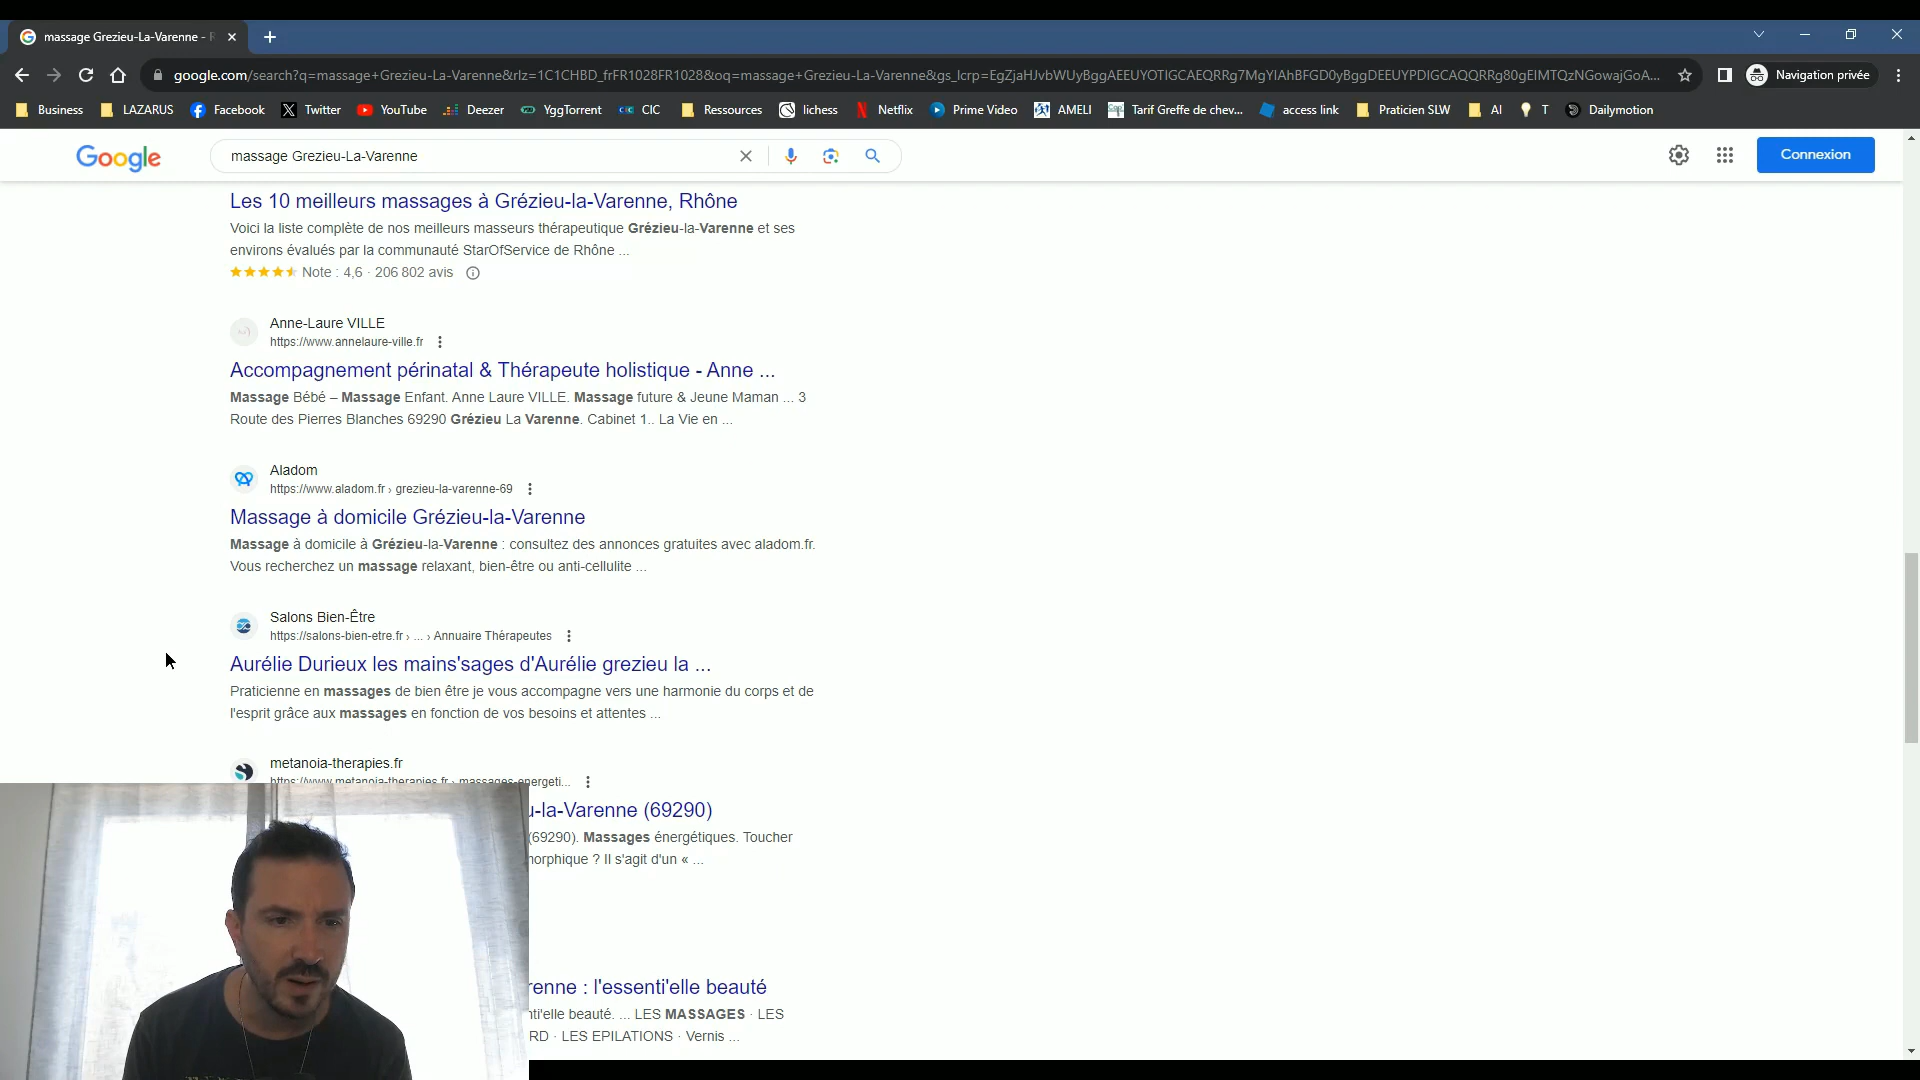 massage Grezieu-La-Varenne -
google.com/search?q=massage+Grezieu-La-Varenne&rlz=1C1CHBD_frFR1028FR1028&oq=massage+Grezieu-La-Varenne&gs_lcrp=EgZjaHJvbWUyBggAEEUYOTIGCAEQRRg7MgYIAhBFGD0yBggDEEUYPDIGCAQQRRg80gEIMTQzNGowajGoA...
Navigation privée
Business LAZARUS Facebook Twitter YouTube Deezer YggTorrent CIC Ressources lichess Netflix Prime Video AMELI Tarif Greffe de chev... access link Praticien SLW AI T Dailymotion
Google massage Grezieu-La-Varenne Connexion
Les 10 meilleurs massages à Grézieu-la-Varenne, Rhône
Voici la liste complète de nos meilleurs masseurs thérapeutique Grézieu-la-Varenne et ses
environs évalués par la communauté StarOfService de Rhône ...
Note : 4,6 · 206 802 avis
Anne-Laure VILLE
https://www.annelaure-ville.fr
Accompagnement périnatal & Thérapeute holistique - Anne ...
Massage Bébé – Massage Enfant. Anne Laure VILLE. Massage future & Jeune Maman ... 3
Route des Pierres Blanches 69290 Grézieu La Varenne. Cabinet 1.. La Vie en ...
Aladom
https://www.aladom.fr › grezieu-la-varenne-69
Massage à domicile Grézieu-la-Varenne
Massage à domicile à Grézieu-la-Varenne : consultez des annonces gratuites avec aladom.fr.
Vous recherchez un massage relaxant, bien-être ou anti-cellulite ...
Salons Bien-Être
https://salons-bien-etre.fr › ... › Annuaire Thérapeutes
Aurélie Durieux les mains'sages d'Aurélie grezieu la ...
Praticienne en massages de bien être je vous accompagne vers une harmonie du corps et de
l'esprit grâce aux massages en fonction de vos besoins et attentes ...
metanoia-therapies.fr
https://www.metanoia-therapies.fr › massages-energeti...
-la-Varenne (69290)
(69290). Massages énergétiques. Toucher
morphique ? Il s'agit d'un « ...
renne : l'essenti'elle beauté
nti'elle beauté. ... LES MASSAGES · LES
RD · LES EPILATIONS · Vernis ...